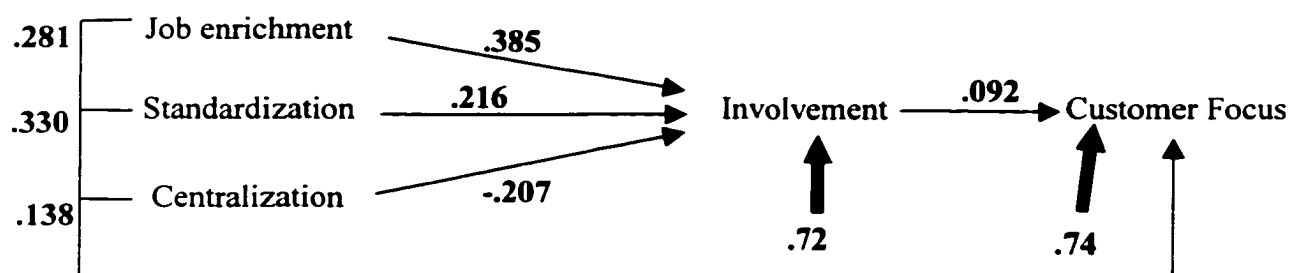 .281 Job enrichment .385
.330 Standardization .216 Involvement .092 Customer Focus
.138 Centralization -.207
.72 .74